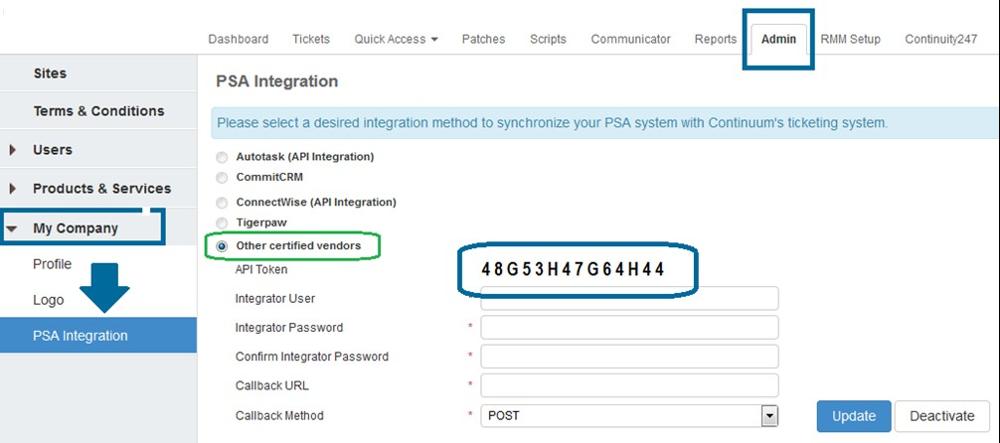 Dashboard Tickets Quick Access Patches Scripts Communicator Reports Admin RMM Setup Continuity247
Sites
Terms & Conditions
Users
Products & Services
My Company
Profile
Logo
PSA Integration
PSA Integration
Please select a desired integration method to synchronize your PSA system with Continuum's ticketing system.
Autotask (API Integration)
CommitCRM
ConnectWise (API Integration)
Tigerpaw
Other certified vendors
API Token 48G53H47G64H44
Integrator User
Integrator Password *
Confirm Integrator Password *
Callback URL *
Callback Method * POST
Update Deactivate